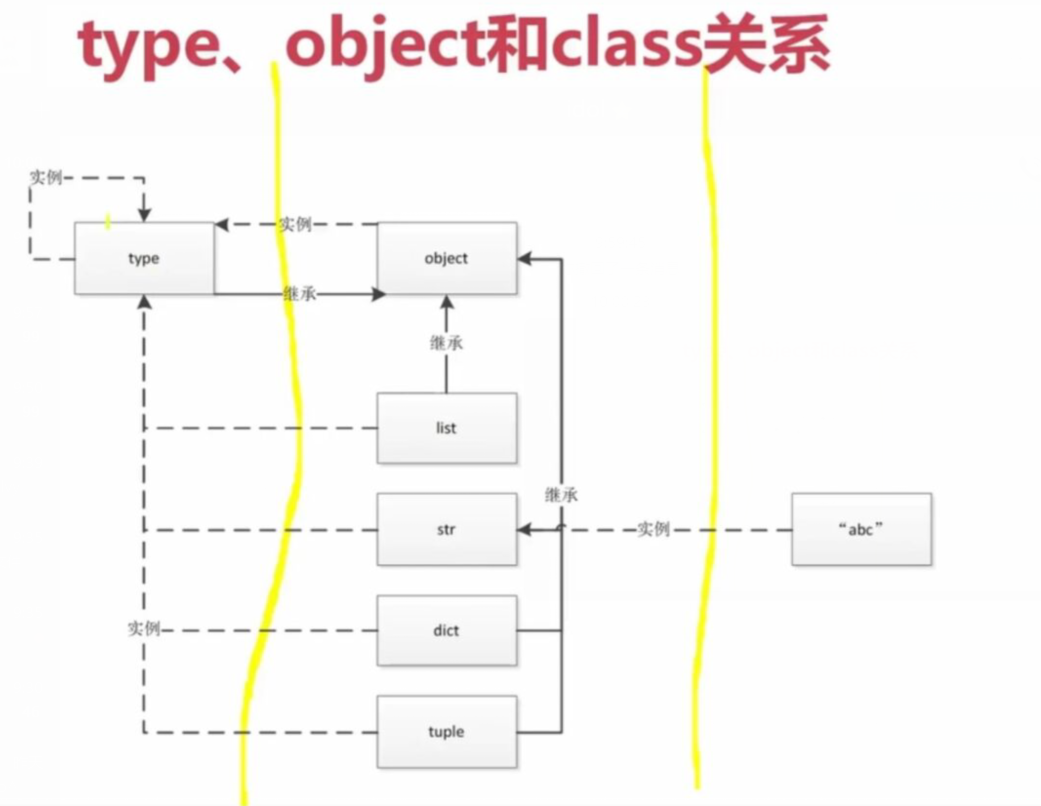 type、object和class关系
实例
实例
type
object
继承
继承
list
继承
str
实例
“abc”
实例
dict
tuple